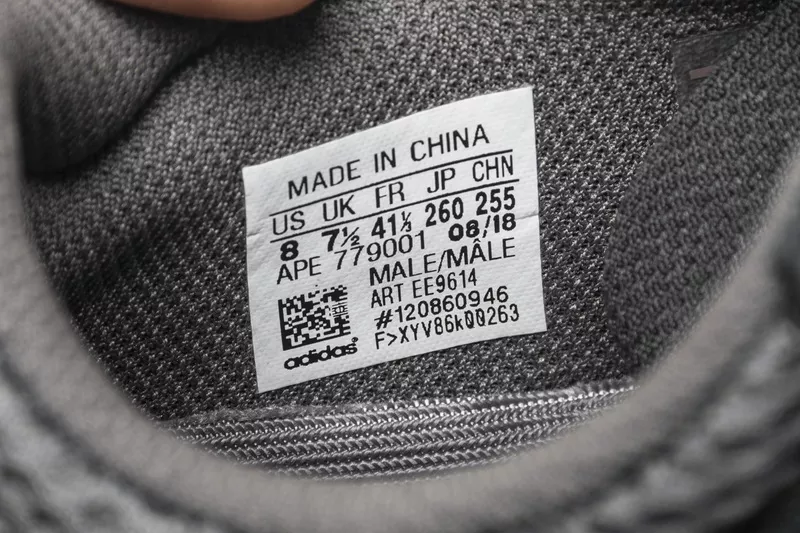 MADE IN CHINA
US UK FR JP CHN
8 7½ 41⅓ 260 255
APE 779001 08/18
MALE/MÂLE
ART EE9614
#120860946
F>XYV86k00263
adidas